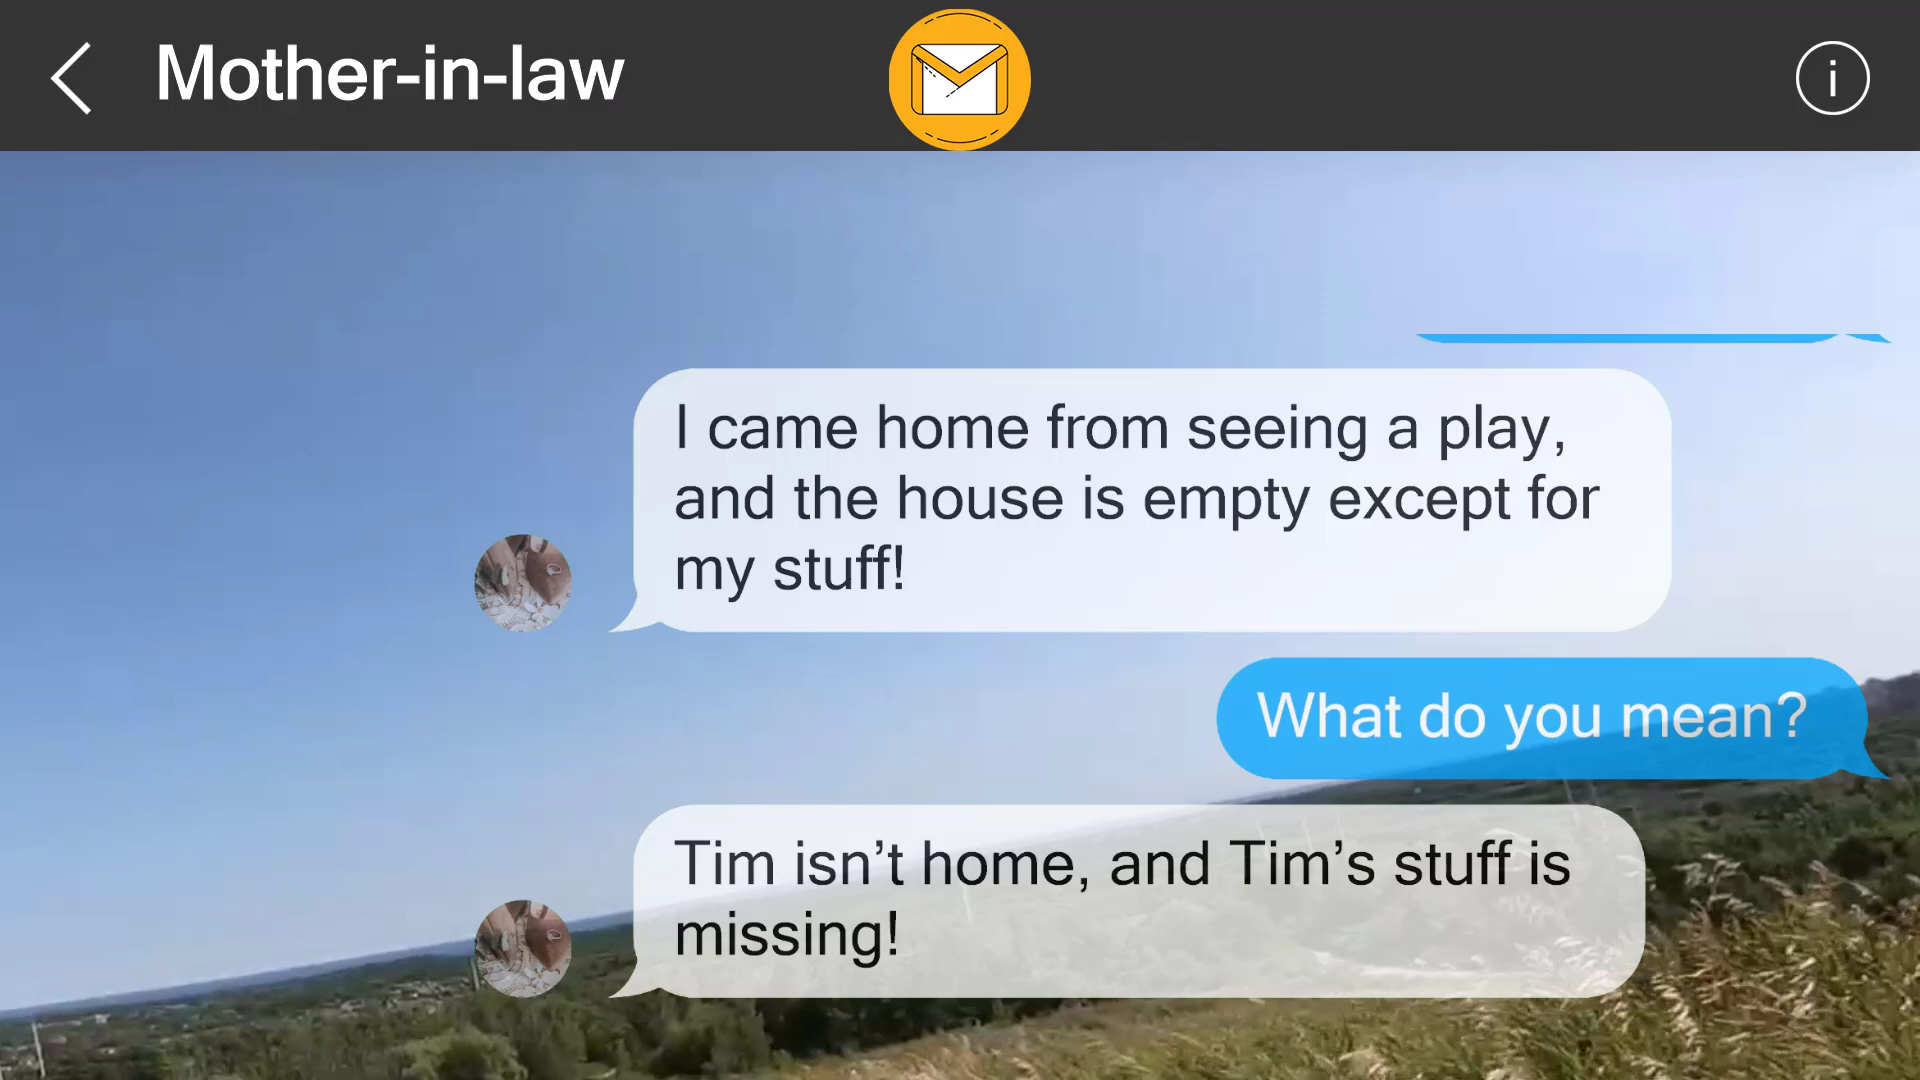 Mother-in-law
I came home from seeing a play,
and the house is empty except for
my stuff!
What do you mean?
Tim isn’t home, and Tim’s stuff is
missing!